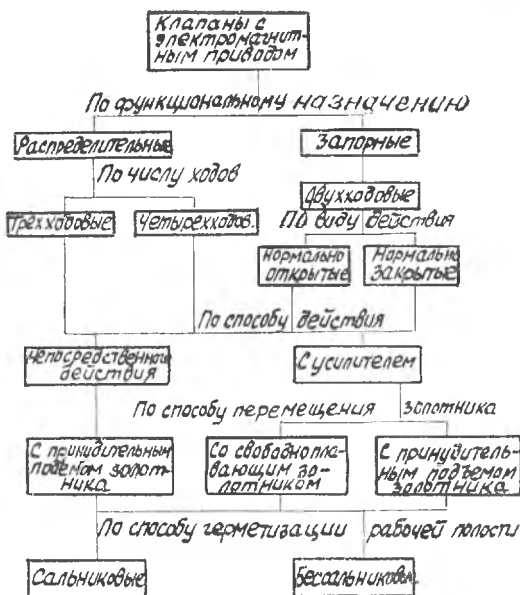 Клапаны с
электромагнит-
ным приводом
По функциональному назначению
Распределительные
Запорные
По числу ходов
Двухходовые
Трехходовые
Четырехходов.
По виду действия
Нормально
открытые
Нормально
закрытые
По способу действия
Непосредственного
действия
С усилителем
По способу перемещения золотника
С принудительным
подъемом золот-
ника
Со свободнопла-
вающим зо-
лотником
С принудитель-
ным подъемом
золотника
По способу герметизации рабочей полости
Сальниковые
Бессальниковые